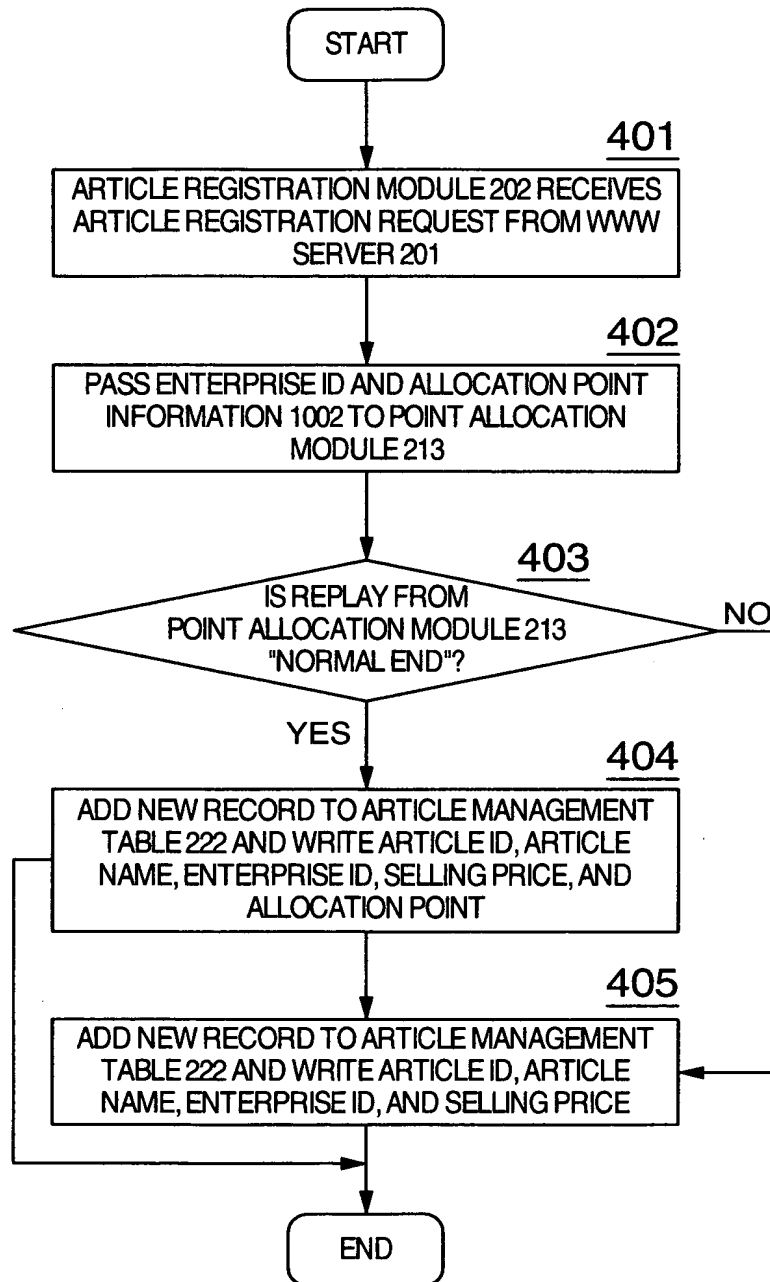 START
401
ARTICLE REGISTRATION MODULE 202 RECEIVES
ARTICLE REGISTRATION REQUEST FROM WWW
SERVER 201
402
PASS ENTERPRISE ID AND ALLOCATION POINT
INFORMATION 1002 TO POINT ALLOCATION
MODULE 213
403
IS REPLAY FROM
POINT ALLOCATION MODULE 213
"NORMAL END"?
NO
YES
404
ADD NEW RECORD TO ARTICLE MANAGEMENT
TABLE 222 AND WRITE ARTICLE ID, ARTICLE
NAME, ENTERPRISE ID, SELLING PRICE, AND
ALLOCATION POINT
405
ADD NEW RECORD TO ARTICLE MANAGEMENT
TABLE 222 AND WRITE ARTICLE ID, ARTICLE
NAME, ENTERPRISE ID, AND SELLING PRICE
END